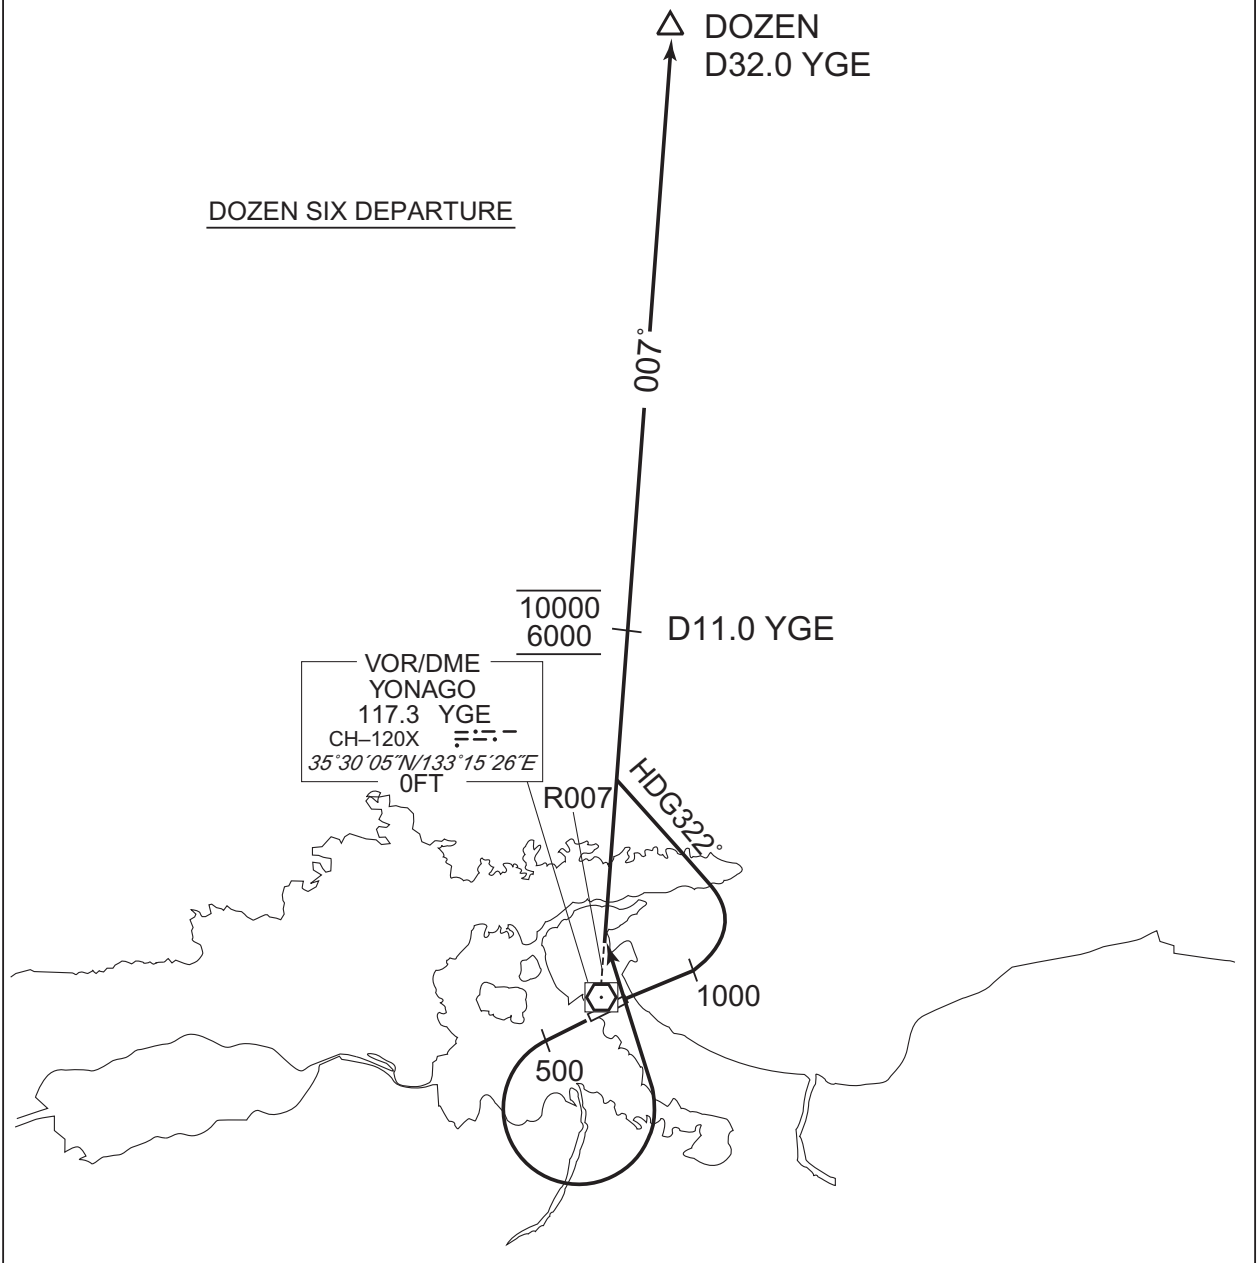 DOZEN
D32.0 YGE
DOZEN SIX DEPARTURE
007°
10000
6000
D11.0 YGE
VOR/DME
YONAGO
117.3 YGE
CH–120X
35°30´05˝N/133°15´26˝E
0FT
R007
HDG322°
1000
500